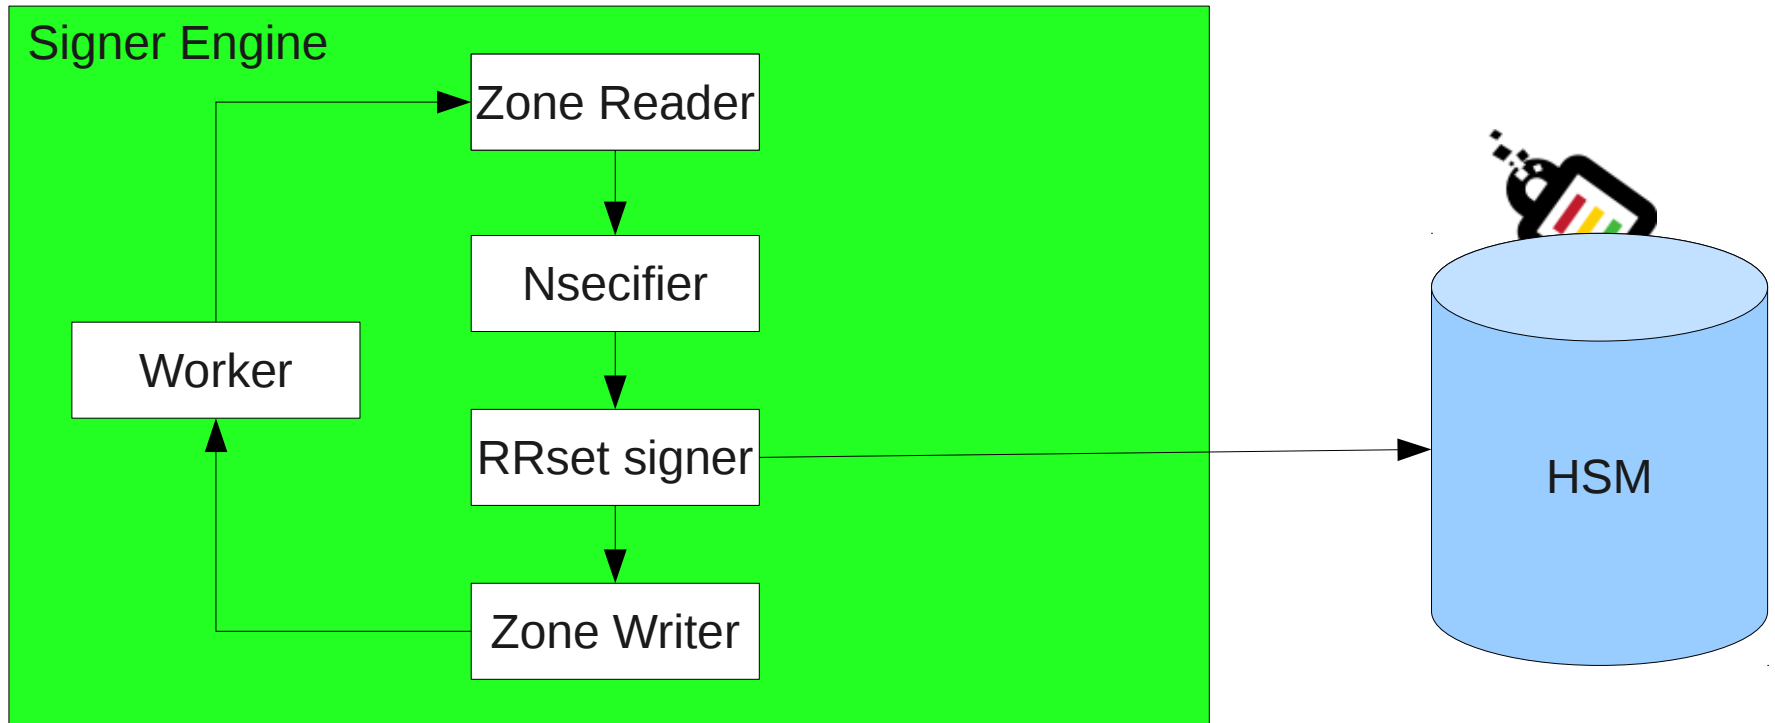 Signer Engine
Zone Reader
Nsecifier
Worker
RRset signer
HSM
Zone Writer